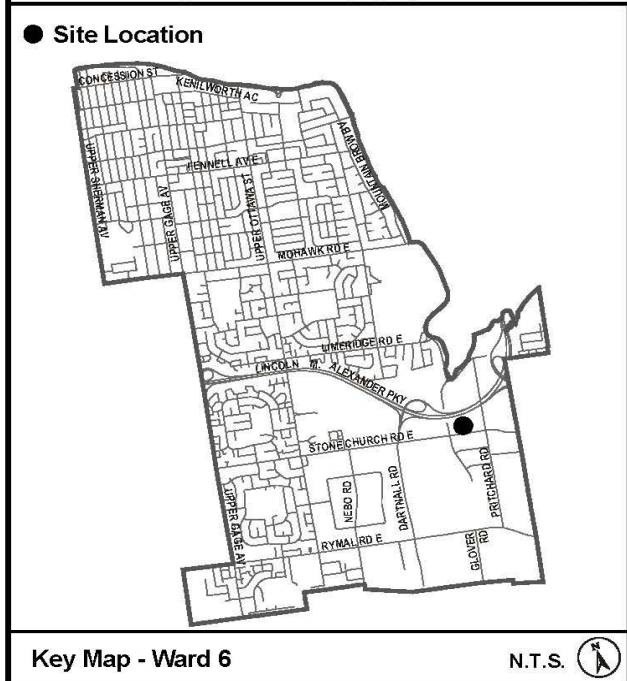 Site Location
CONCESSION ST
KENILWORTH AC
MOUNTAIN BROW BV
UPPER SHERMAN AV
FENNELL AV E
UPPER GAGE AV
UPPER OTTAWA ST
MOHAWK RD E
LIMERIDGE RD E
LINCOLN M. ALEXANDER PKY
STONE CHURCH RD E
UPPER GAGE AV
NEBO RD
DARTNALL RD
PRITCHARD RD
RYMAL RD E
GLOVER
RD
Key Map - Ward 6
N.T.S.
N